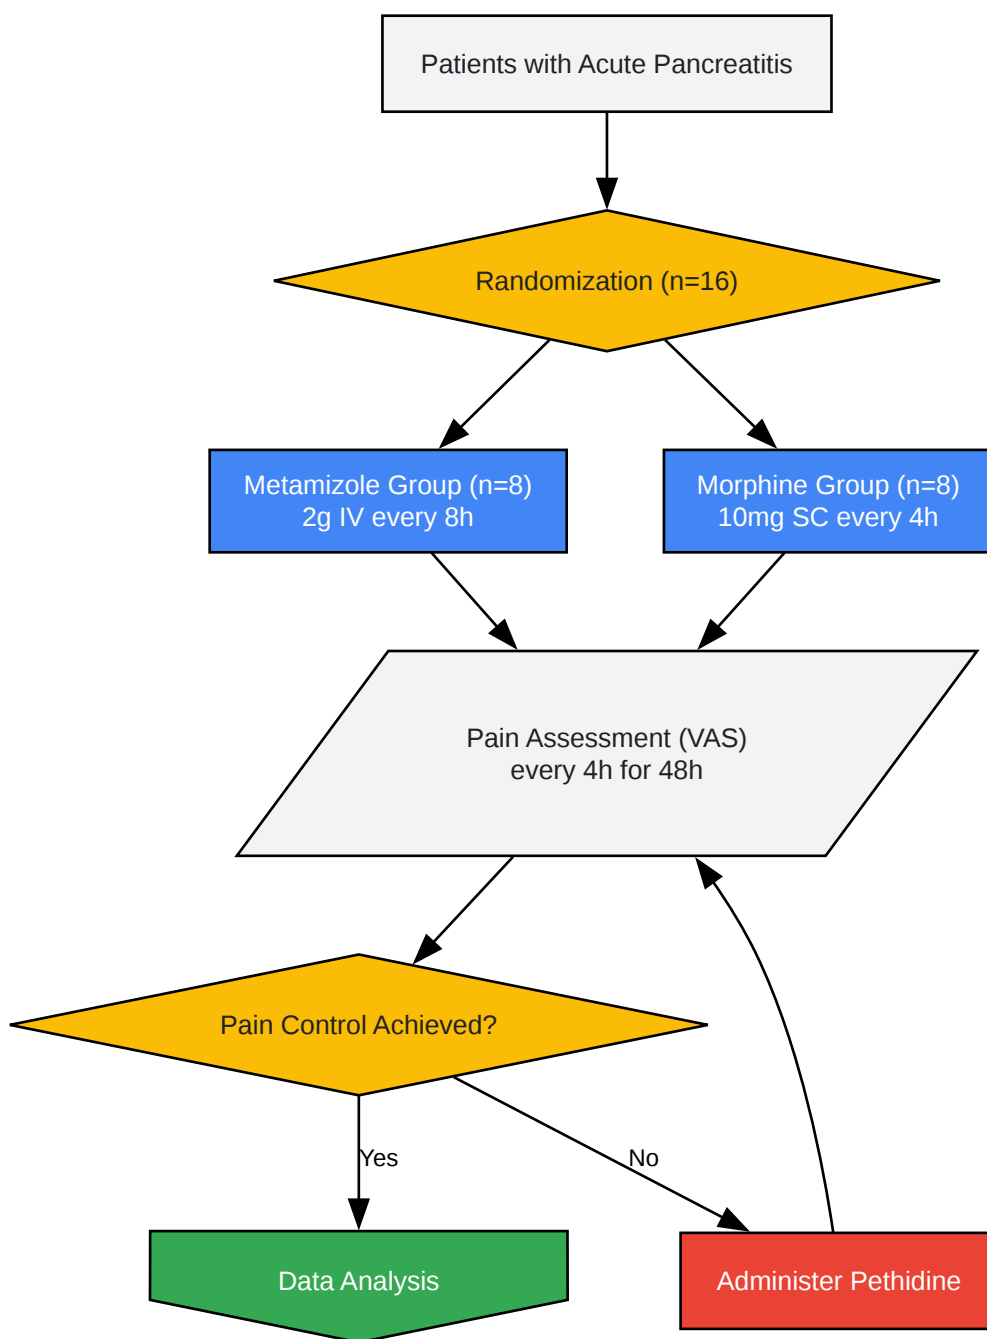 Patients with Acute Pancreatitis
Randomization (n=16)
Metamizole Group (n=8)
2g IV every 8h
Morphine Group (n=8)
10mg SC every 4h
Pain Assessment (VAS)
every 4h for 48h
Pain Control Achieved?
Yes
No
Data Analysis
Administer Pethidine